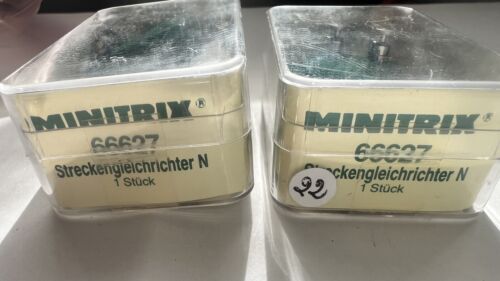 MINITRIX®
66627
Streckengleichrichter N
1 Stück
MINITRIX®
66627
Streckengleichrichter N
1 Stück
22